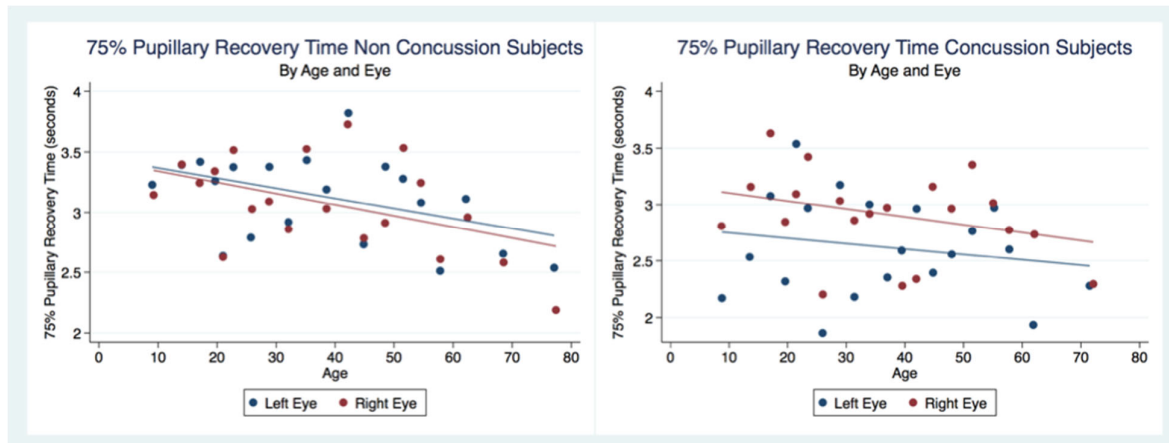 75% Pupillary Recovery Time Non Concussion Subjects
By Age and Eye
75% Pupillary Recovery Time (seconds)
4
3.5
3
2.5
2
0 10 20 30 40 50 60 70 80
Age
Left Eye Right Eye
75% Pupillary Recovery Time Concussion Subjects
By Age and Eye
75% Pupillary Recovery Time (seconds)
4
3.5
3
2.5
2
0 10 20 30 40 50 60 70 80
Age
Left Eye Right Eye